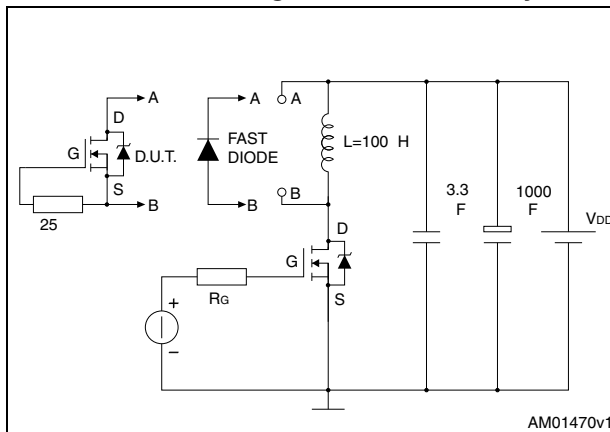 A
D
G
D.U.T.
S
B
25
A
FAST
DIODE
B
A
B
L=100 H
3.3
F
1000
F
VDD
D
G
S
RG
+
–
AM01470v1